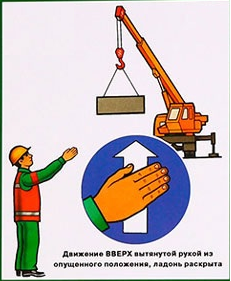 Движение ВВЕРХ вытянутой рукой из
опущенного положения, ладонь раскрыта